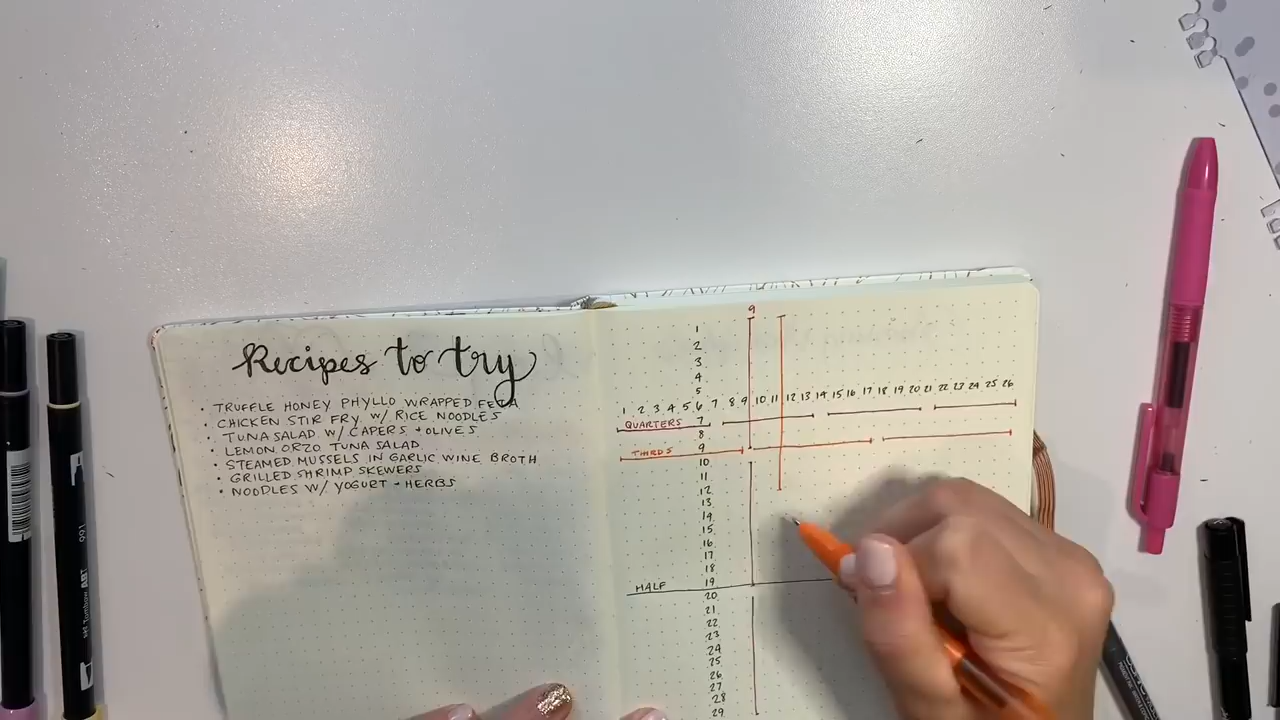 Recipes to try
• TRUFFLE HONEY PHYLLO WRAPPED FETA
• CHICKEN STIR FRY W/ RICE NOODLES
• TUNA SALAD W/ CAPERS + OLIVES
• LEMON ORZO TUNA SALAD
• STEAMED MUSSELS IN GARLIC WINE BROTH
• GRILLED SHRIMP SKEWERS
• NOODLES W/ YOGURT + HERBS
9
1
2
3
4
5
1 2 3 4 5 6 7 8 9 10 11 12 13 14 15 16 17 18 19 20 21 22 23 24 25 26
QUARTERS 7
8
THIRDS 9
10
11
12
13
14
15
16
17
18
HALF 19
20
21
22
23
24
25
26
27
28
29
Tombow ABT